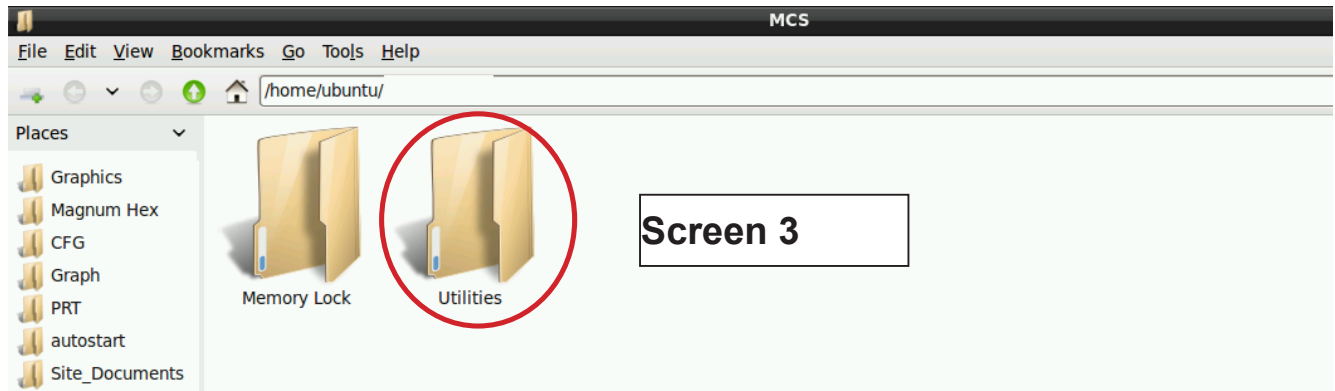 MCS
File Edit View Bookmarks Go Tools Help
/home/ubuntu/
Places
Graphics
Magnum Hex
CFG
Graph
PRT
autostart
Site_Documents
Memory Lock
Utilities
Screen 3